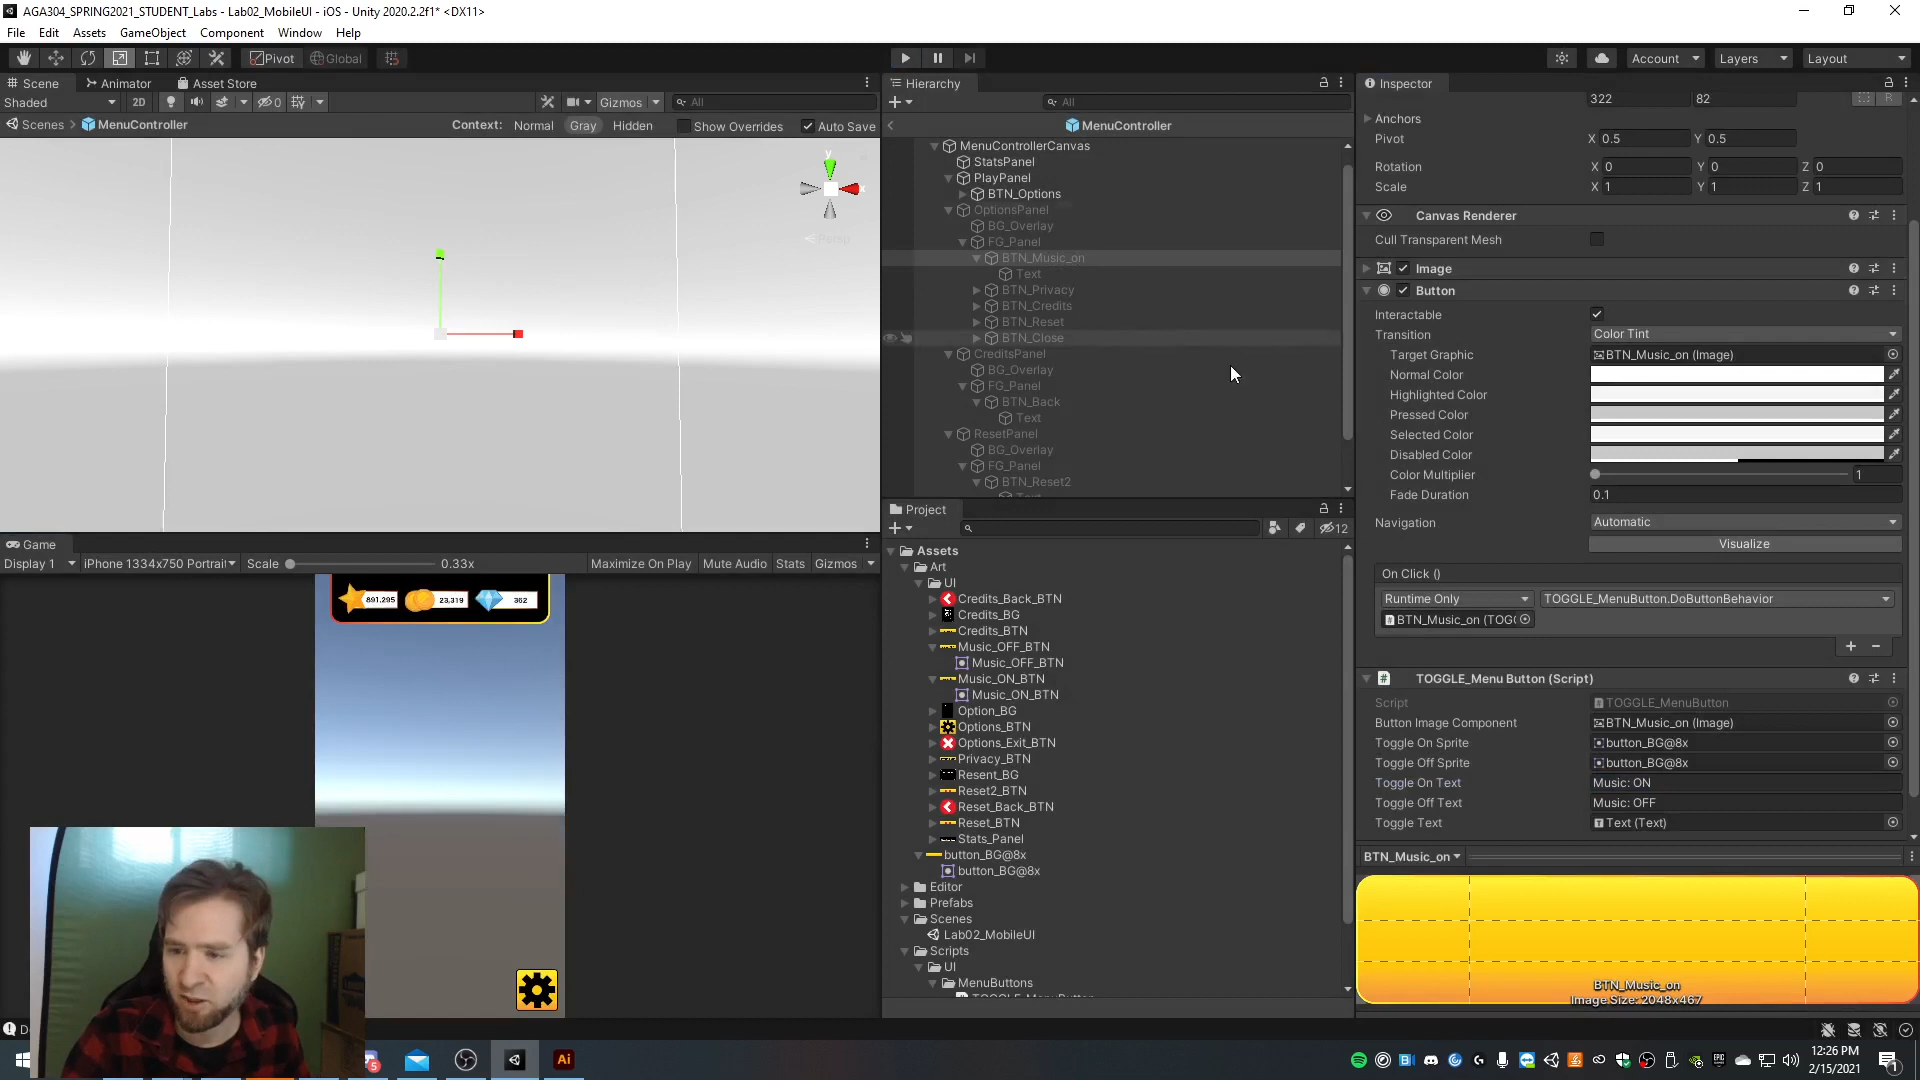 AGA304_SPRING2021_STUDENT_Labs - Lab02_MobileUI - iOS - Unity 2020.2.2f1* <DX11>
File Edit Assets GameObject Component Window Help
Pivot Global
Account Layers Layout
Scene Animator Asset Store
Shaded 2D 0 Gizmos All
Scenes MenuController
Context: Normal Gray Hidden Show Overrides Auto Save
y
x
Persp
Hierarchy
All
MenuController
MenuControllerCanvas
StatsPanel
PlayPanel
BTN_Options
OptionsPanel
BG_Overlay
FG_Panel
BTN_Music_on
Text
BTN_Privacy
BTN_Credits
BTN_Reset
BTN_Close
CreditsPanel
BG_Overlay
FG_Panel
BTN_Back
Text
ResetPanel
BG_Overlay
FG_Panel
BTN_Reset2
Text
Project
12
Assets
Art
UI
Credits_Back_BTN
Credits_BG
Credits_BTN
Music_OFF_BTN
Music_OFF_BTN
Music_ON_BTN
Music_ON_BTN
Option_BG
Options_BTN
Options_Exit_BTN
Privacy_BTN
Resent_BG
Reset2_BTN
Reset_Back_BTN
Reset_BTN
Stats_Panel
button_BG@8x
button_BG@8x
Editor
Prefabs
Scenes
Lab02_MobileUI
Scripts
UI
MenuButtons
TOGGLE_MenuButton
Game
Display 1 iPhone 1334x750 Portrait Scale 0.33x Maximize On Play Mute Audio Stats Gizmos
891,295 23,319 362
Inspector
322 82
Anchors
Pivot X 0.5 Y 0.5
Rotation X 0 Y 0 Z 0
Scale X 1 Y 1 Z 1
Canvas Renderer
Cull Transparent Mesh
Image
Button
Interactable
Transition Color Tint
Target Graphic BTN_Music_on (Image)
Normal Color
Highlighted Color
Pressed Color
Selected Color
Disabled Color
Color Multiplier 1
Fade Duration 0.1
Navigation Automatic
Visualize
On Click ()
Runtime Only TOGGLE_MenuButton.DoButtonBehavior
BTN_Music_on (TOGG
TOGGLE_Menu Button (Script)
Script TOGGLE_MenuButton
Button Image Component BTN_Music_on (Image)
Toggle On Sprite button_BG@8x
Toggle Off Sprite button_BG@8x
Toggle On Text Music: ON
Toggle Off Text Music: OFF
Toggle Text Text (Text)
BTN_Music_on
BTN_Music_on
Image Size: 2048x467
D
5
Ai
12:26 PM
2/15/2021
1